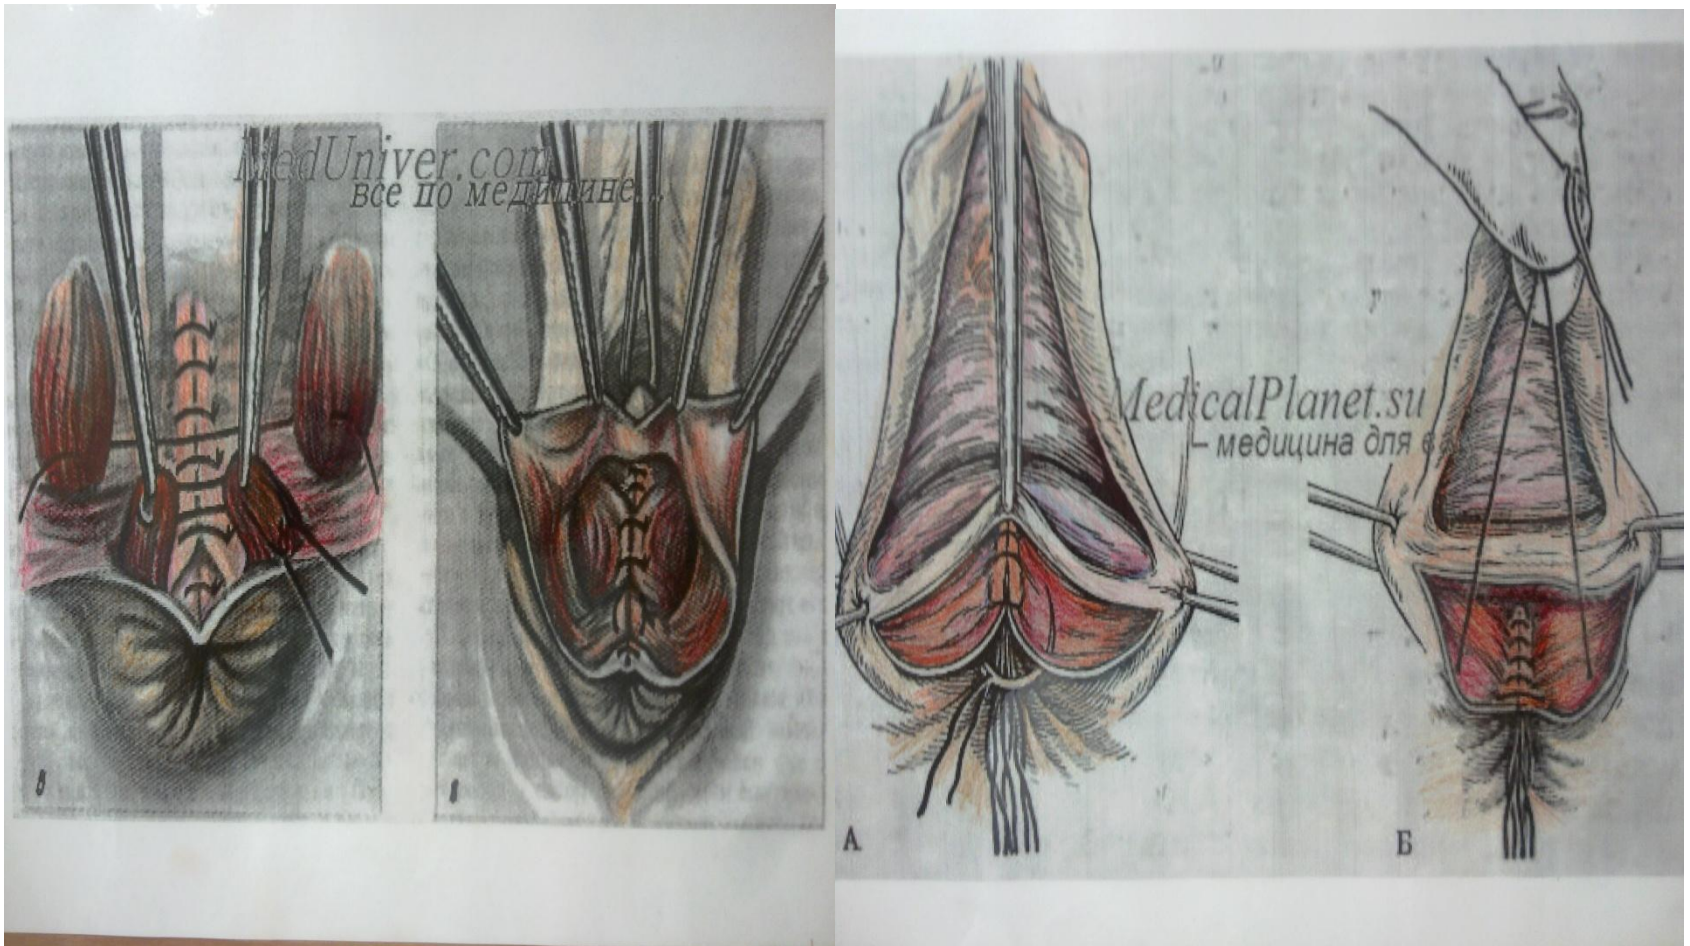 MedUniver.com
все по медицине...
MedicalPlanet.su
– медицина для в
А
Б